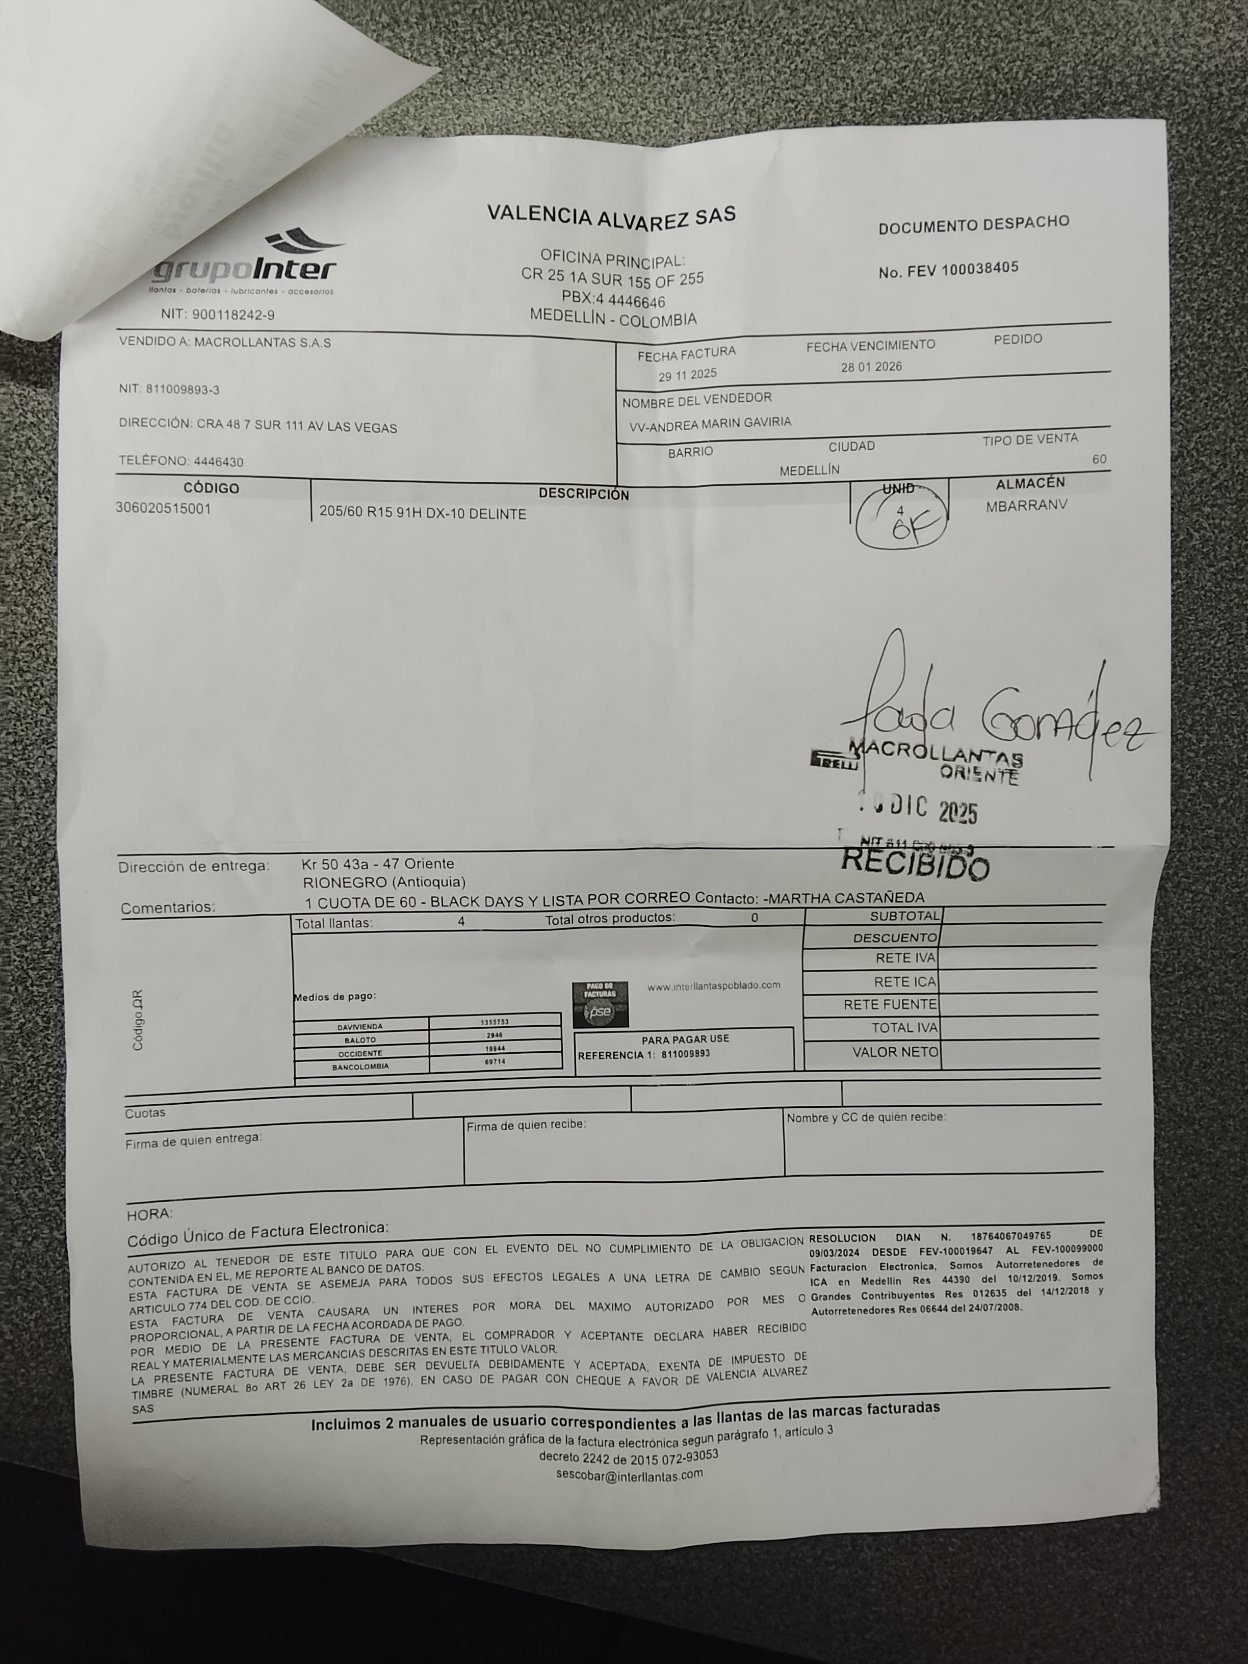 VALENCIA ALVAREZ SAS
DOCUMENTO DESPACHO
No. FEV 100038405
OFICINA PRINCIPAL:
CR 25 1A SUR 155 OF 255
PBX:4 4446646
MEDELLÍN - COLOMBIA
grupoInter
llantas - baterías - lubricantes - accesorios
NIT: 900118242-9
VENDIDO A: MACROLLANTAS S.A.S
NIT: 811009893-3
DIRECCIÓN: CRA 48 7 SUR 111 AV LAS VEGAS
TELÉFONO: 4446430
FECHA FACTURA FECHA VENCIMIENTO PEDIDO
29 11 2025 28 01 2026
NOMBRE DEL VENDEDOR
VV-ANDREA MARIN GAVIRIA
BARRIO CIUDAD TIPO DE VENTA
MEDELLÍN 60
CÓDIGO DESCRIPCIÓN UNID ALMACÉN
306020515001 205/60 R15 91H DX-10 DELINTE 4 MBARRANV
MACROLLANTAS
ORIENTE
DIC 2025
RECIBIDO
Dirección de entrega: Kr 50 43a - 47 Oriente
RIONEGRO (Antioquia)
Comentarios: 1 CUOTA DE 60 - BLACK DAYS Y LISTA POR CORREO Contacto: -MARTHA CASTAÑEDA
Total llantas: 4 Total otros productos: 0
SUBTOTAL
DESCUENTO
RETE IVA
RETE ICA
RETE FUENTE
TOTAL IVA
VALOR NETO
Código QR
Medios de pago:
DAVIVIENDA 1355753
BALOTO 2946
OCCIDENTE 19944
BANCOLOMBIA 69714
PAGO DE
FACTURAS
pse
www.interllantaspoblado.com
PARA PAGAR USE
REFERENCIA 1: 811009893
Cuotas
Firma de quien entrega:
Firma de quien recibe:
Nombre y CC de quien recibe:
HORA:
Código Único de Factura Electronica:
AUTORIZO AL TENEDOR DE ESTE TITULO PARA QUE CON EL EVENTO DEL NO CUMPLIMIENTO DE LA OBLIGACION
CONTENIDA EN EL, ME REPORTE AL BANCO DE DATOS.
ESTA FACTURA DE VENTA SE ASEMEJA PARA TODOS SUS EFECTOS LEGALES A UNA LETRA DE CAMBIO SEGUN
ARTICULO 774 DEL COD. DE CCIO.
ESTA FACTURA DE VENTA CAUSARA UN INTERES POR MORA DEL MAXIMO AUTORIZADO POR MES O
PROPORCIONAL, A PARTIR DE LA FECHA ACORDADA DE PAGO.
POR MEDIO DE LA PRESENTE FACTURA DE VENTA, EL COMPRADOR Y ACEPTANTE DECLARA HABER RECIBIDO
REAL Y MATERIALMENTE LAS MERCANCIAS DESCRITAS EN ESTE TITULO VALOR.
LA PRESENTE FACTURA DE VENTA, DEBE SER DEVUELTA DEBIDAMENTE Y ACEPTADA, EXENTA DE IMPUESTO DE
TIMBRE (NUMERAL 8o ART 26 LEY 2a DE 1976). EN CASO DE PAGAR CON CHEQUE A FAVOR DE VALENCIA ALVAREZ
SAS
RESOLUCION DIAN N. 18764067049765 DE
09/03/2024 DESDE FEV-100019647 AL FEV-100099000
Facturacion Electronica, Somos Autorretenedores de
ICA en Medellin Res 44390 del 10/12/2019. Somos
Grandes Contribuyentes Res 012635 del 14/12/2018 y
Autorretenedores Res 06644 del 24/07/2008.
Incluimos 2 manuales de usuario correspondientes a las llantas de las marcas facturadas
Representación gráfica de la factura electrónica segun parágrafo 1, artículo 3
decreto 2242 de 2015 072-93053
sescobar@interllantas.com